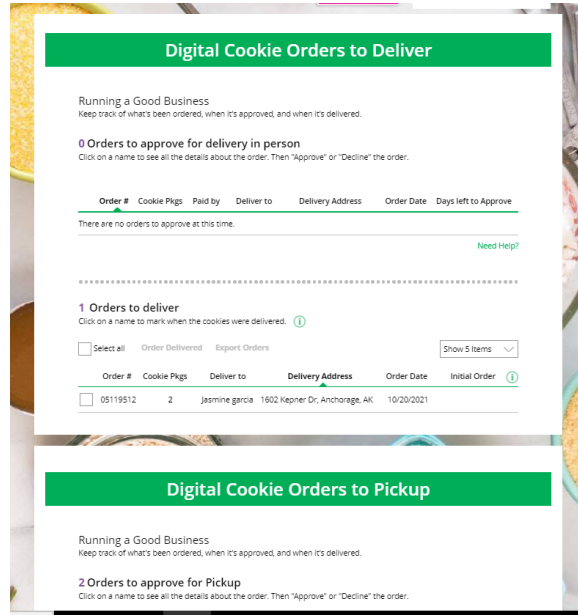 Digital Cookie Orders to Deliver
Running a Good Business
Keep track of what's been ordered, when it's approved, and when it's delivered.
0 Orders to approve for delivery in person
Click on a name to see all the details about the order. Then "Approve" or "Decline" the order.
Order # Cookie Pkgs Paid by Deliver to Delivery Address Order Date Days left to Approve
There are no orders to approve at this time.
Need Help?
1 Orders to deliver
Click on a name to mark when the cookies were delivered. i
Select all Order Delivered Export Orders Show 5 Items
Order # Cookie Pkgs Deliver to Delivery Address Order Date Initial Order i
05119512 2 Jasmine garcia 1602 Kepner Dr, Anchorage, AK 10/20/2021
Digital Cookie Orders to Pickup
Running a Good Business
Keep track of what's been ordered, when it's approved, and when it's delivered.
2 Orders to approve for Pickup
Click on a name to see all the details about the order. Then "Approve" or "Decline" the order.